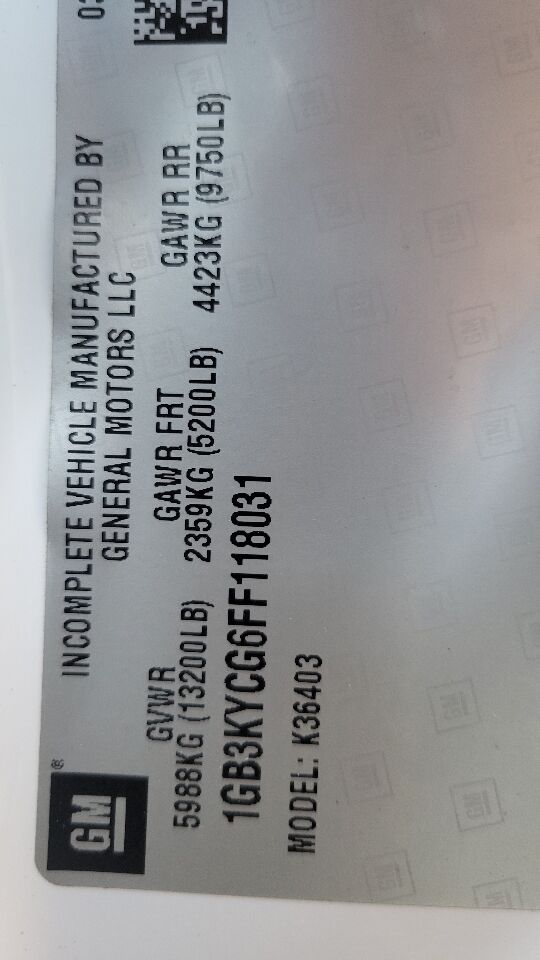 GM®
INCOMPLETE VEHICLE MANUFACTURED BY 03
GENERAL MOTORS LLC
GVWR GAWR FRT GAWR RR
5988KG (13200LB) 2359KG (5200LB) 4423KG (9750LB)
1GB3KYCG6FF118031
MODEL: K36403